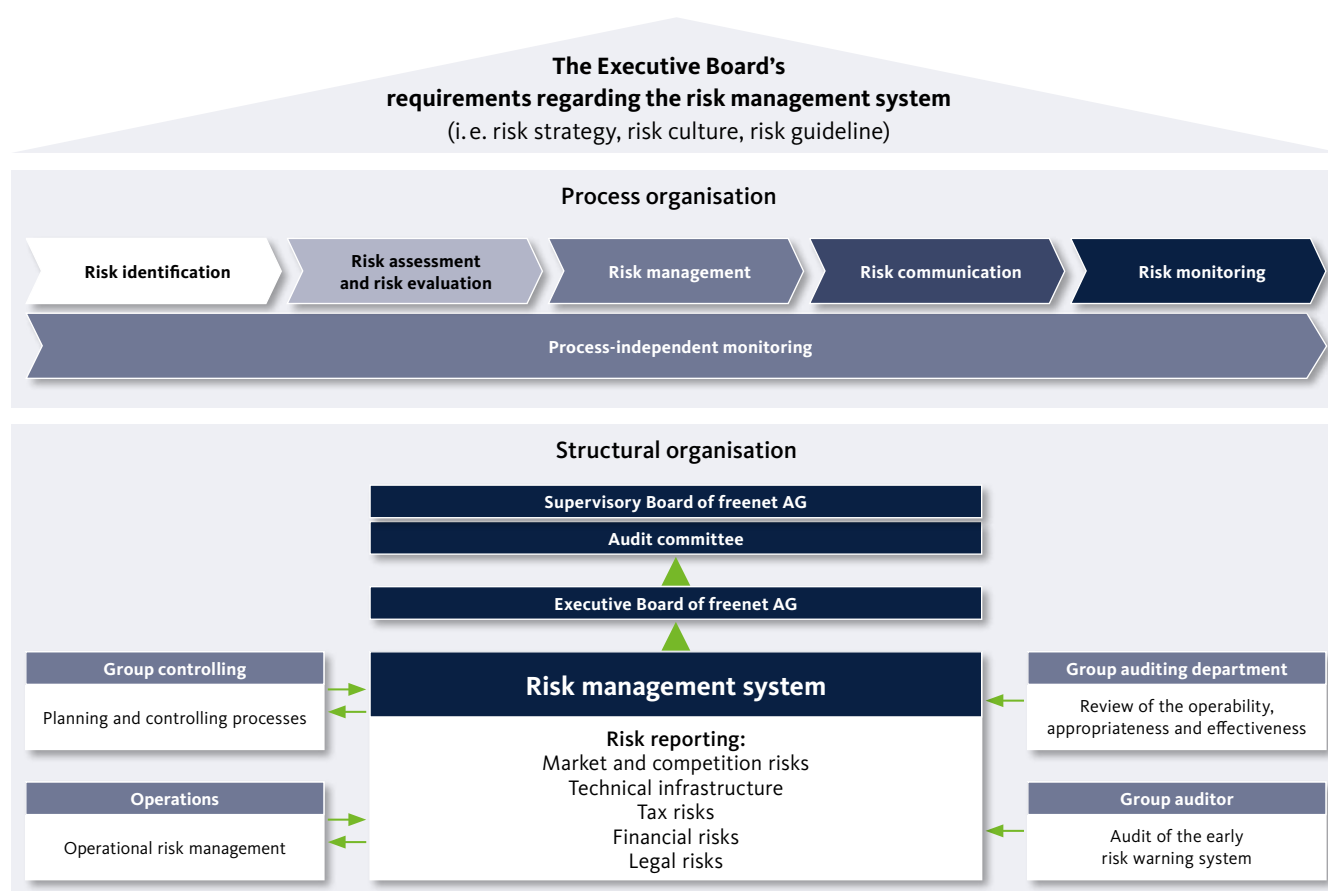 The Executive Board’s
requirements regarding the risk management system
(i. e. risk strategy, risk culture, risk guideline)
Process organisation
Risk identification
Risk assessment
and risk evaluation
Risk management
Risk communication
Risk monitoring
Process-independent monitoring
Structural organisation
Supervisory Board of freenet AG
Audit committee
Executive Board of freenet AG
Group controlling
Planning and controlling processes
Operations
Operational risk management
Risk management system
Risk reporting:
Market and competition risks
Technical infrastructure
Tax risks
Financial risks
Legal risks
Group auditing department
Review of the operability,
appropriateness and effectiveness
Group auditor
Audit of the early
risk warning system